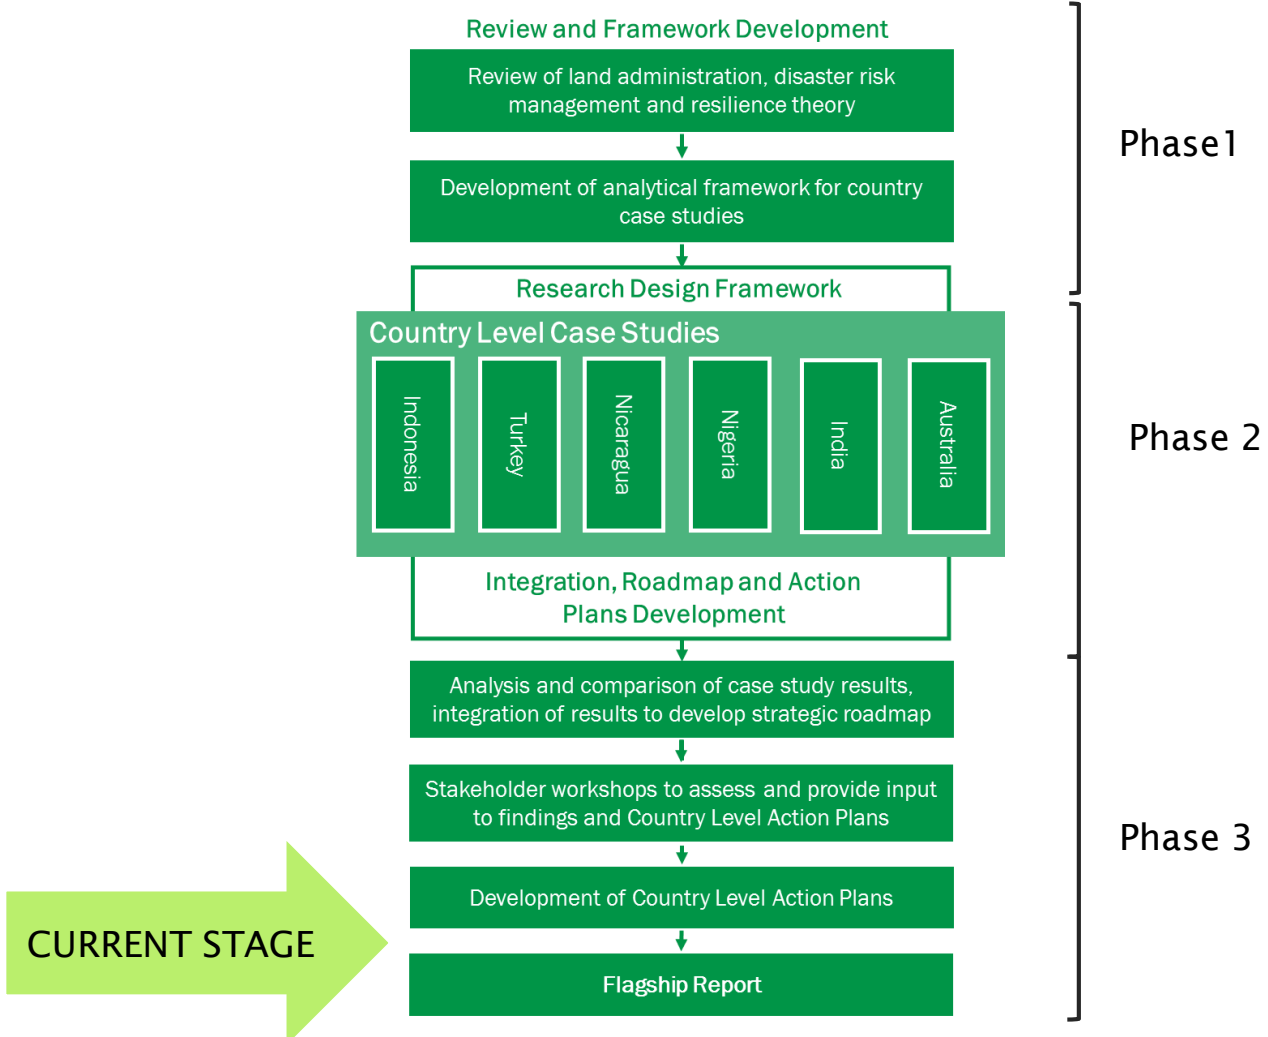 Review and Framework Development
Review of land administration, disaster risk
management and resilience theory
Phase1
Development of analytical framework for country
case studies
Research Design Framework
Country Level Case Studies
Indonesia
Turkey
Nicaragua
Nigeria
India
Australia
Phase 2
Integration, Roadmap and Action
Plans Development
Analysis and comparison of case study results,
integration of results to develop strategic roadmap
Stakeholder workshops to assess and provide input
to findings and Country Level Action Plans
Phase 3
Development of Country Level Action Plans
CURRENT STAGE
Flagship Report